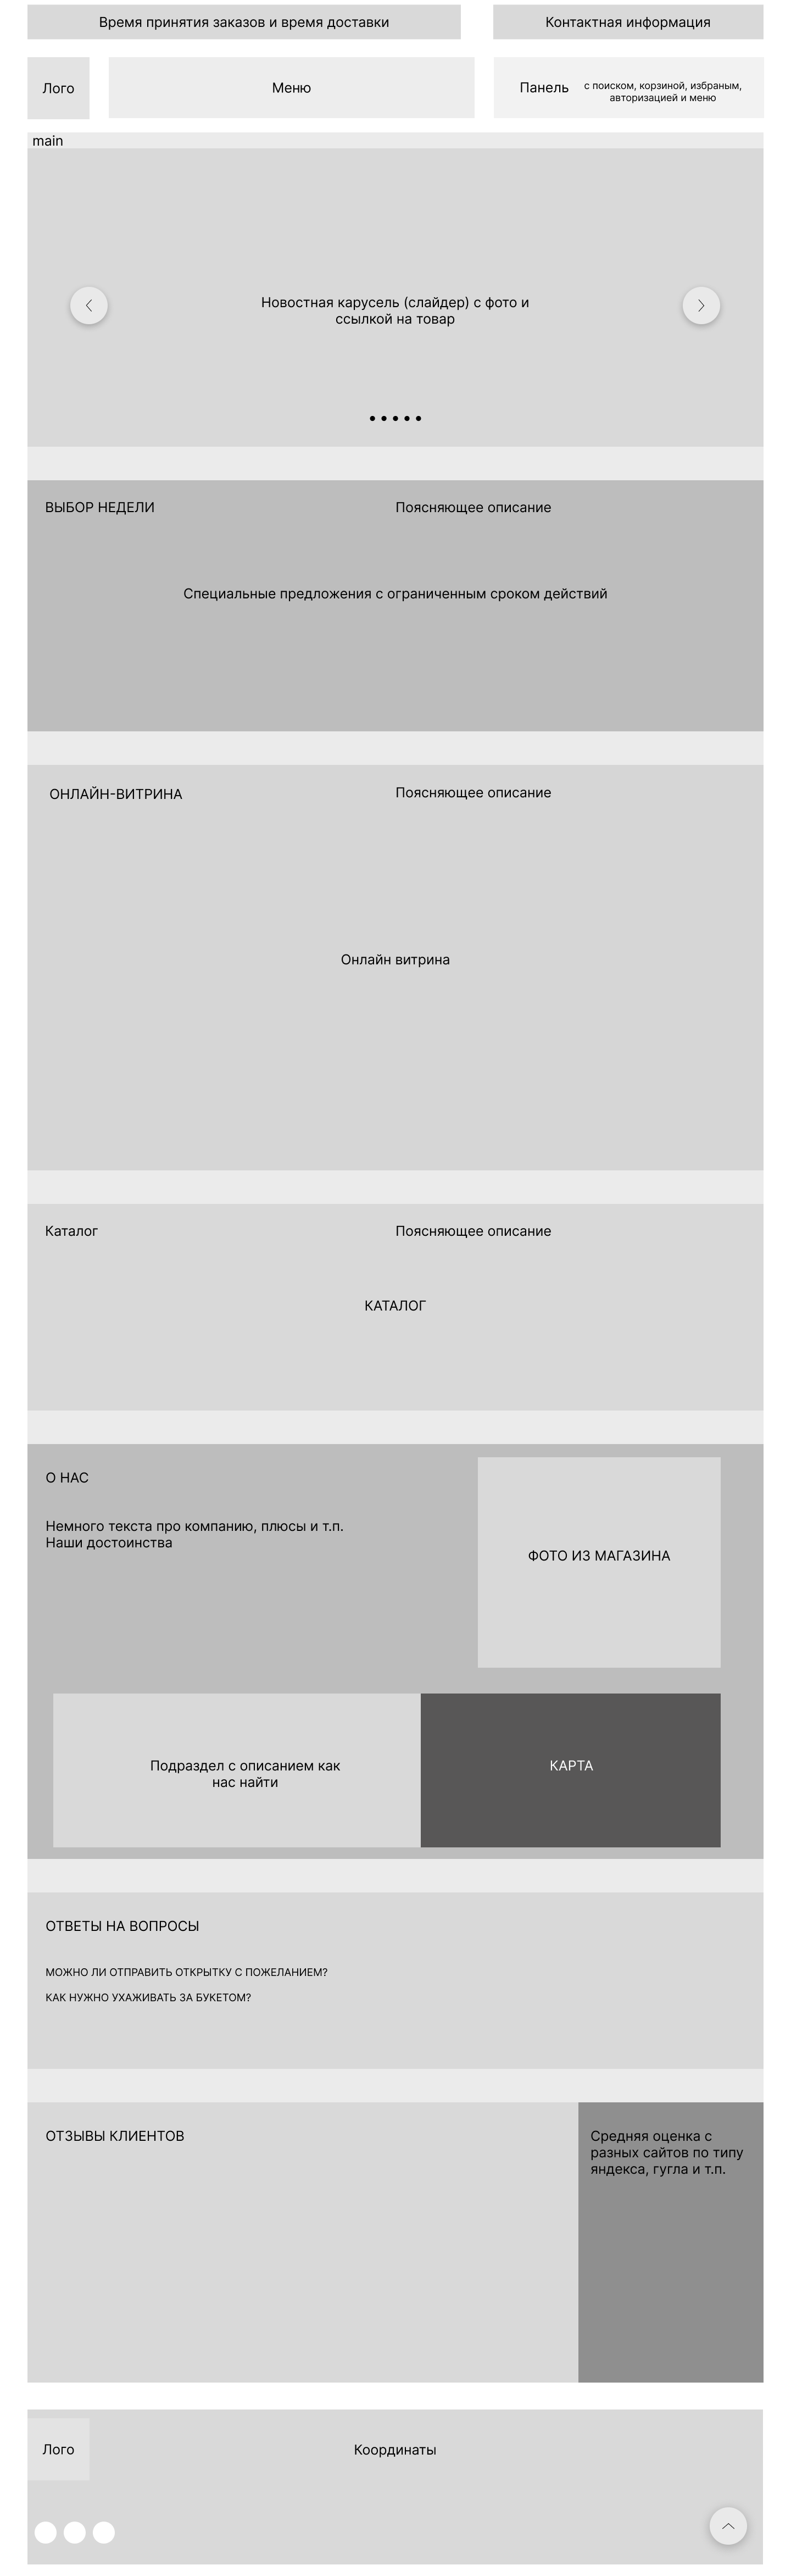 Время принятия заказов и время доставки
Контактная информация
Лого
Меню
Панель
с поиском, корзиной, избраным,
авторизацией и меню
main
Новостная карусель (слайдер) с фото и
ссылкой на товар
ВЫБОР НЕДЕЛИ
Поясняющее описание
Специальные предложения с ограниченным сроком действий
ОНЛАЙН-ВИТРИНА
Поясняющее описание
Онлайн витрина
Каталог
Поясняющее описание
КАТАЛОГ
О НАС
Немного текста про компанию, плюсы и т.п.
Наши достоинства
ФОТО ИЗ МАГАЗИНА
Подраздел с описанием как
нас найти
КАРТА
ОТВЕТЫ НА ВОПРОСЫ
МОЖНО ЛИ ОТПРАВИТЬ ОТКРЫТКУ С ПОЖЕЛАНИЕМ?
КАК НУЖНО УХАЖИВАТЬ ЗА БУКЕТОМ?
ОТЗЫВЫ КЛИЕНТОВ
Средняя оценка с
разных сайтов по типу
яндекса, гугла и т.п.
Лого
Координаты